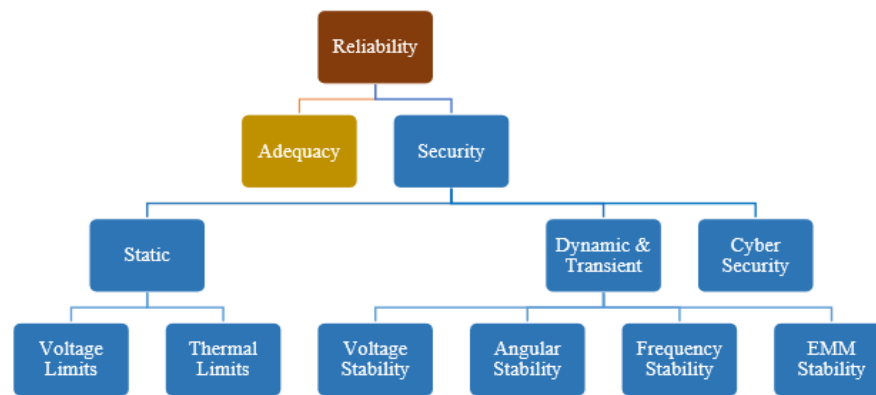 Reliability
Adequacy
Security
Static
Dynamic &
Transient
Cyber
Security
Voltage
Limits
Thermal
Limits
Voltage
Stability
Angular
Stability
Frequency
Stability
EMM
Stability